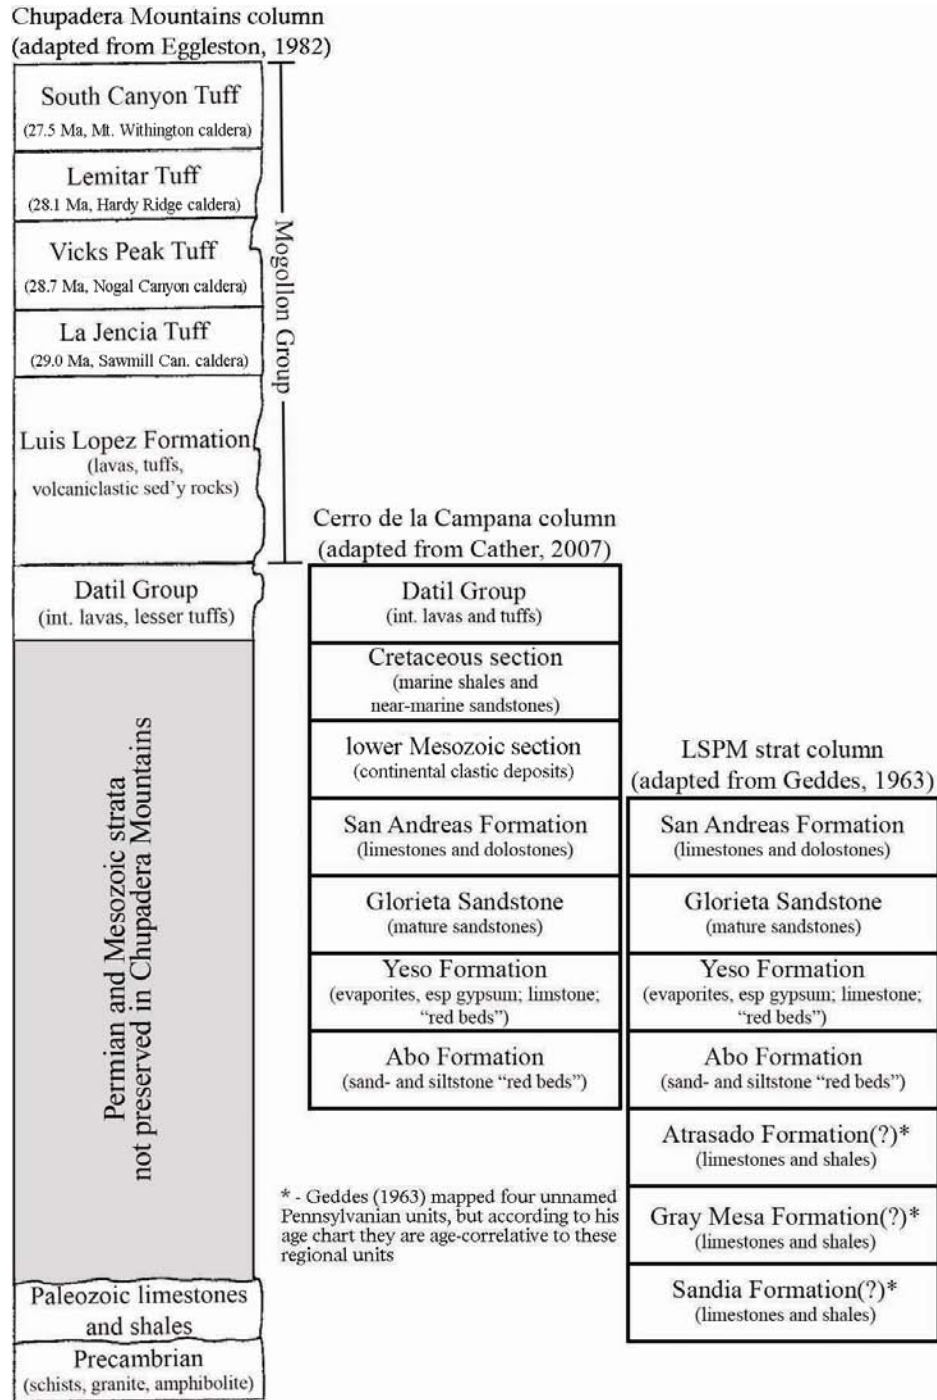 Chupadera Mountains column
(adapted from Eggleston, 1982)
South Canyon Tuff
(27.5 Ma, Mt. Withington caldera)
Lemitar Tuff
(28.1 Ma, Hardy Ridge caldera)
Vicks Peak Tuff
(28.7 Ma, Nogal Canyon caldera)
La Jencia Tuff
(29.0 Ma, Sawmill Can. caldera)
Luis Lopez Formation
(lavas, tuffs,
volcaniclastic sed'y rocks)
Datil Group
(int. lavas, lesser tuffs)
Permian and Mesozoic strata
not preserved in Chupadera Mountains
Paleozoic limestones
and shales
Precambrian
(schists, granite, amphibolite)
Mogollon Group
Cerro de la Campana column
(adapted from Cather, 2007)
Datil Group
(int. lavas and tuffs)
Cretaceous section
(marine shales and
near-marine sandstones)
lower Mesozoic section
(continental clastic deposits)
San Andreas Formation
(limestones and dolostones)
Glorieta Sandstone
(mature sandstones)
Yeso Formation
(evaporites, esp gypsum; limstone;
"red beds")
Abo Formation
(sand- and siltstone "red beds")
* - Geddes (1963) mapped four unnamed
Pennsylvanian units, but according to his
age chart they are age-correlative to these
regional units
LSPM strat column
(adapted from Geddes, 1963)
San Andreas Formation
(limestones and dolostones)
Glorieta Sandstone
(mature sandstones)
Yeso Formation
(evaporites, esp gypsum; limestone;
"red beds")
Abo Formation
(sand- and siltstone "red beds")
Atrasado Formation(?)*
(limestones and shales)
Gray Mesa Formation(?)*
(limestones and shales)
Sandia Formation(?)*
(limestones and shales)